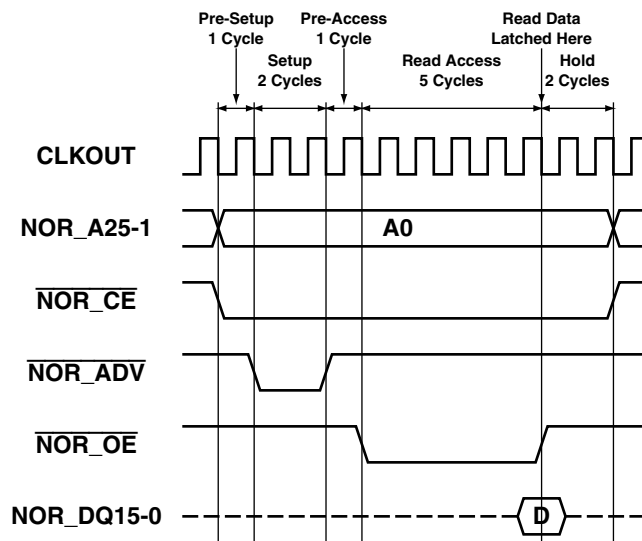 Pre-Setup
1 Cycle
Pre-Access
1 Cycle
Read Data
Latched Here
Setup
2 Cycles
Read Access
5 Cycles
Hold
2 Cycles
CLKOUT
NOR_A25-1
A0
NOR_CE
NOR_ADV
NOR_OE
NOR_DQ15-0
D